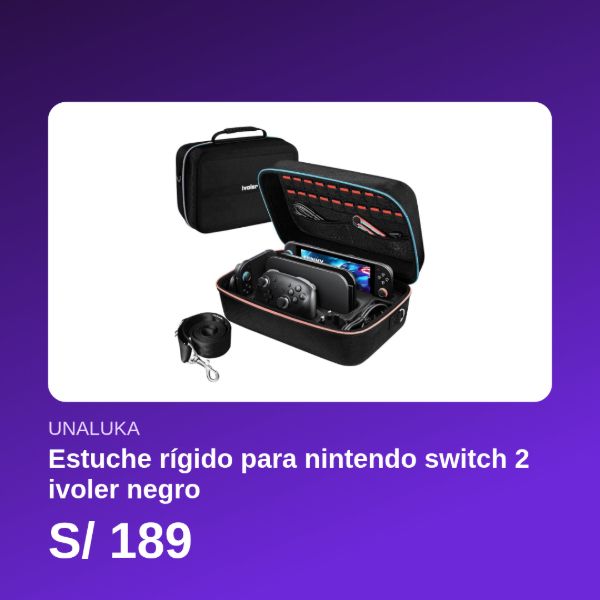 ivoler
UNALUKA
Estuche rígido para nintendo switch 2
ivoler negro
S/ 189